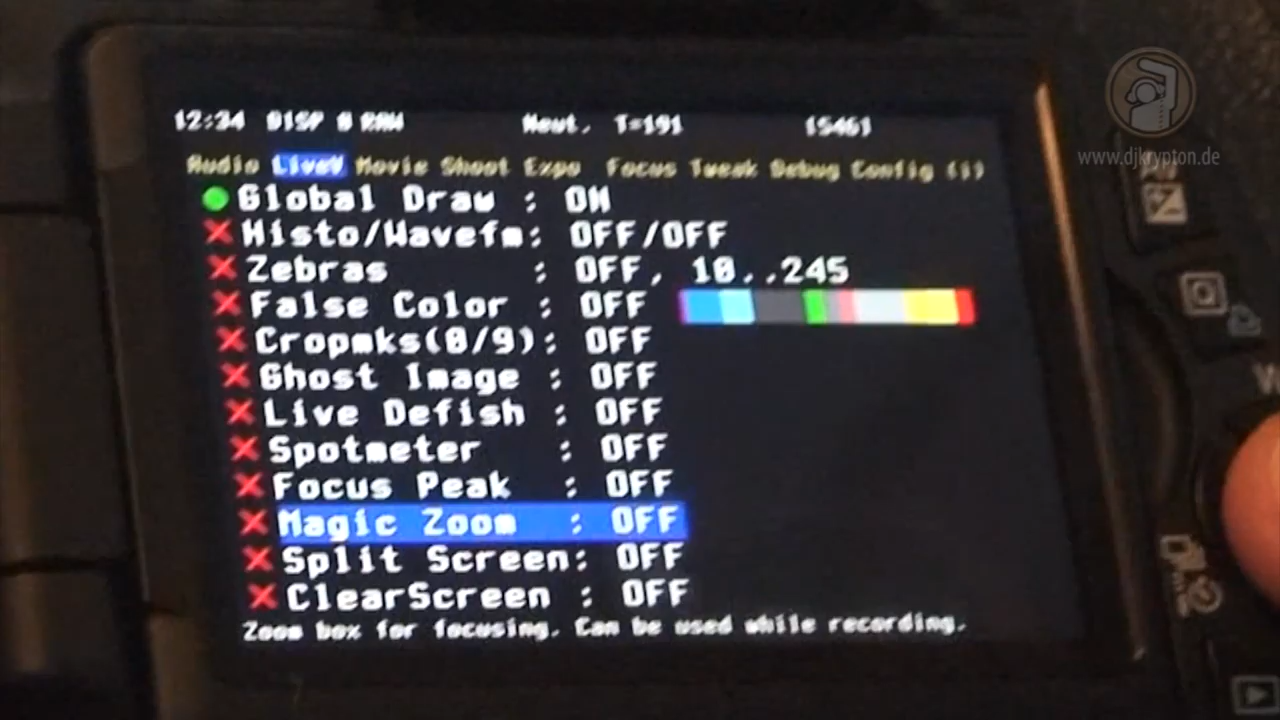 12:34 DISP 0 RAW Neut. T=191 15461
Audio LiveV Movie Shoot Expo Focus Tweak Debug Config (i)
Global Draw : ON
Histo/Wavefm: OFF/OFF
Zebras : OFF, 10..245
False Color : OFF
Cropmks(0/9): OFF
Ghost Image : OFF
Live Defish : OFF
Spotmeter : OFF
Focus Peak : OFF
Magic Zoom : OFF
Split Screen: OFF
ClearScreen : OFF
Zoom box for focusing. Can be used while recording.
www.djkrypton.de